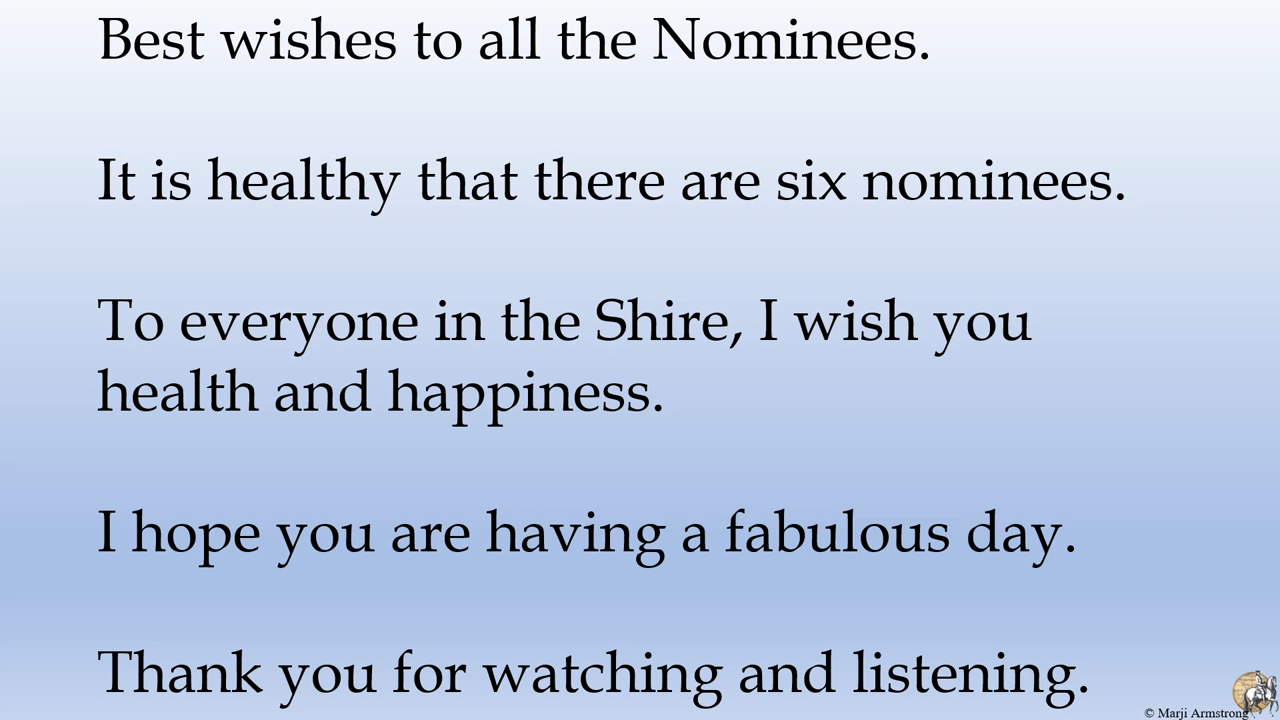 Best wishes to all the Nominees.
It is healthy that there are six nominees.
To everyone in the Shire, I wish you
health and happiness.
I hope you are having a fabulous day.
Thank you for watching and listening.
© Marji Armstrong